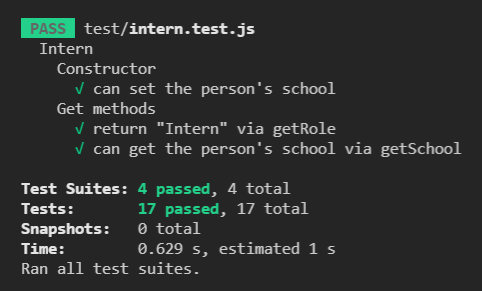 PASS test/intern.test.js
Intern
Constructor
√ can set the person's school
Get methods
√ return "Intern" via getRole
√ can get the person's school via getSchool
Test Suites: 4 passed, 4 total
Tests: 17 passed, 17 total
Snapshots: 0 total
Time: 0.629 s, estimated 1 s
Ran all test suites.